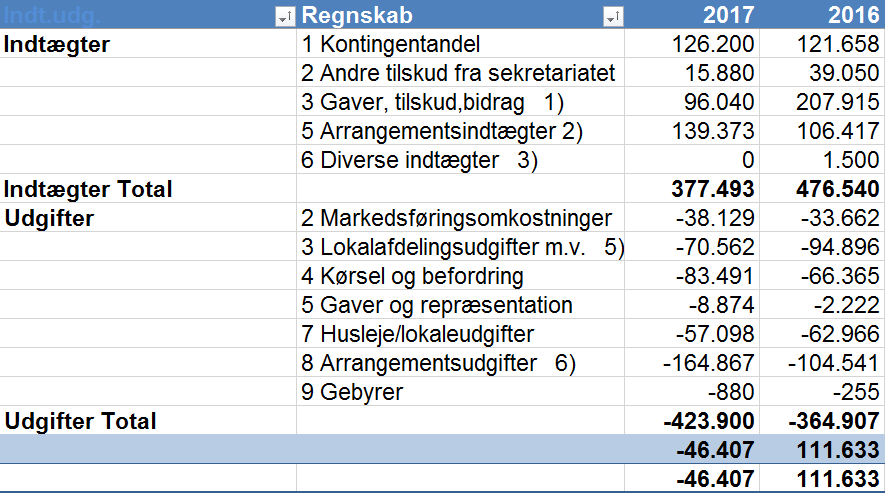 Indt.udg. Regnskab 2017 2016
Indtægter 1 Kontingentandel 126.200 121.658
2 Andre tilskud fra sekretariatet 15.880 39.050
3 Gaver, tilskud,bidrag 1) 96.040 207.915
5 Arrangementsindtægter 2) 139.373 106.417
6 Diverse indtægter 3) 0 1.500
Indtægter Total 377.493 476.540
Udgifter 2 Markedsføringsomkostninger -38.129 -33.662
3 Lokalafdelingsudgifter m.v. 5) -70.562 -94.896
4 Kørsel og befordring -83.491 -66.365
5 Gaver og repræsentation -8.874 -2.222
7 Husleje/lokaleudgifter -57.098 -62.966
8 Arrangementsudgifter 6) -164.867 -104.541
9 Gebyrer -880 -255
Udgifter Total -423.900 -364.907
-46.407 111.633
-46.407 111.633